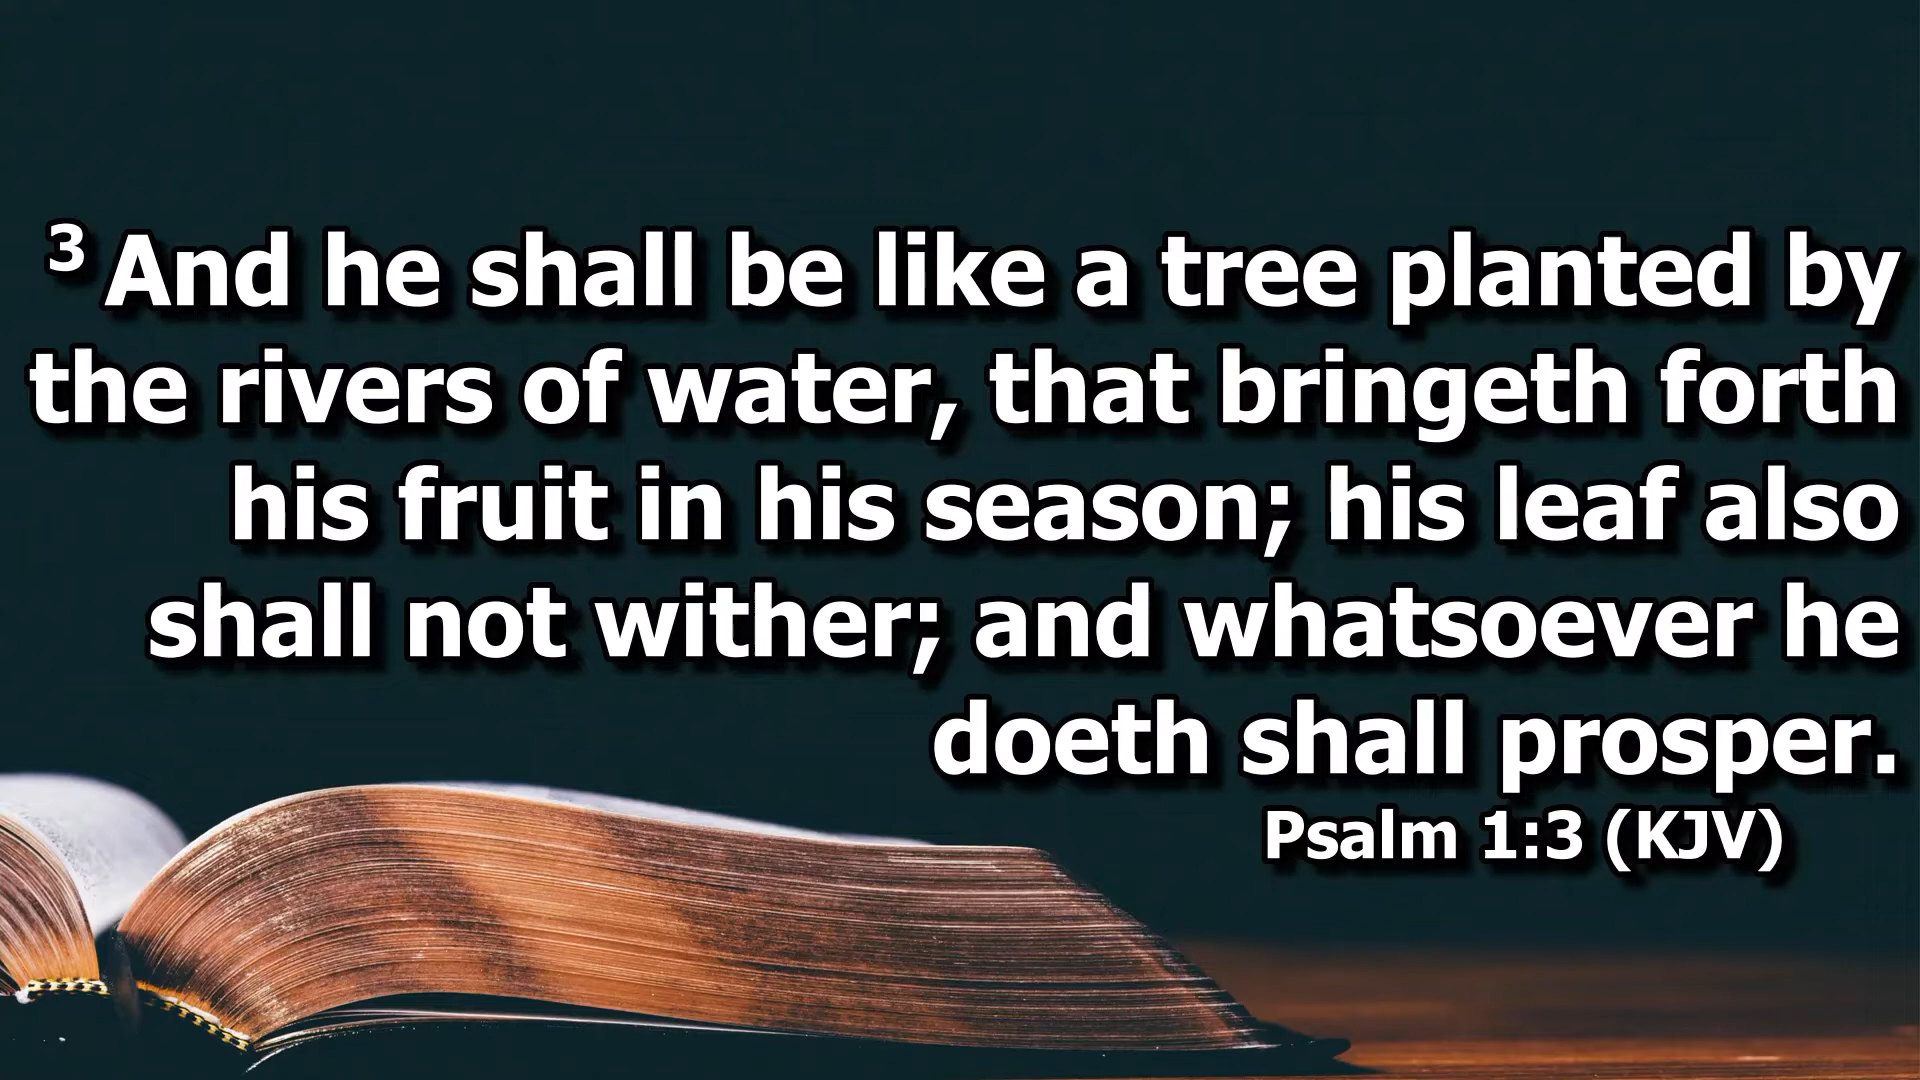 3 And he shall be like a tree planted by
the rivers of water, that bringeth forth
his fruit in his season; his leaf also
shall not wither; and whatsoever he
doeth shall prosper.
Psalm 1:3 (KJV)